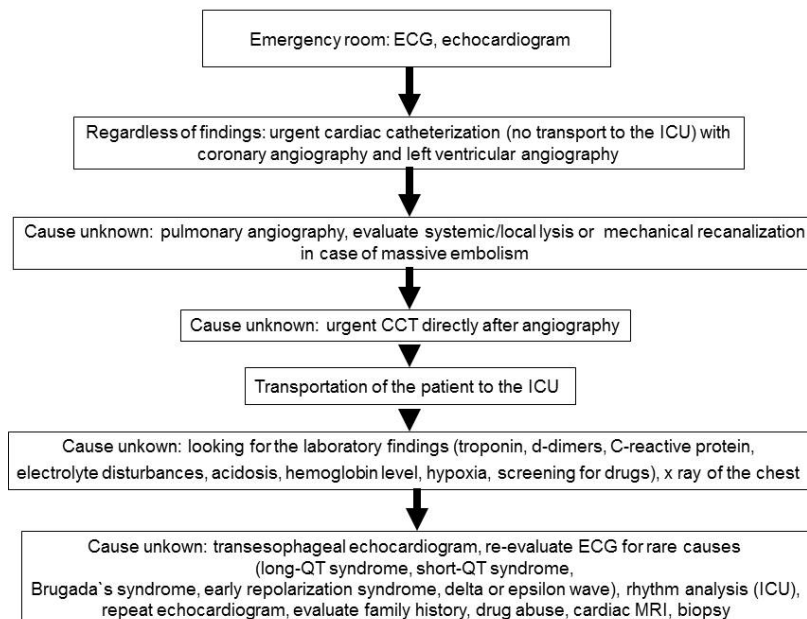 Emergency room: ECG, echocardiogram
Regardless of findings: urgent cardiac catheterization (no transport to the ICU) with
coronary angiography and left ventricular angiography
Cause unknown: pulmonary angiography, evaluate systemic/local lysis or mechanical recanalization
in case of massive embolism
Cause unknown: urgent CCT directly after angiography
Transportation of the patient to the ICU
Cause unkown: looking for the laboratory findings (troponin, d-dimers, C-reactive protein,
electrolyte disturbances, acidosis, hemoglobin level, hypoxia, screening for drugs), x ray of the chest
Cause unkown: transesophageal echocardiogram, re-evaluate ECG for rare causes
(long-QT syndrome, short-QT syndrome,
Brugada`s syndrome, early repolarization syndrome, delta or epsilon wave), rhythm analysis (ICU),
repeat echocardiogram, evaluate family history, drug abuse, cardiac MRI, biopsy